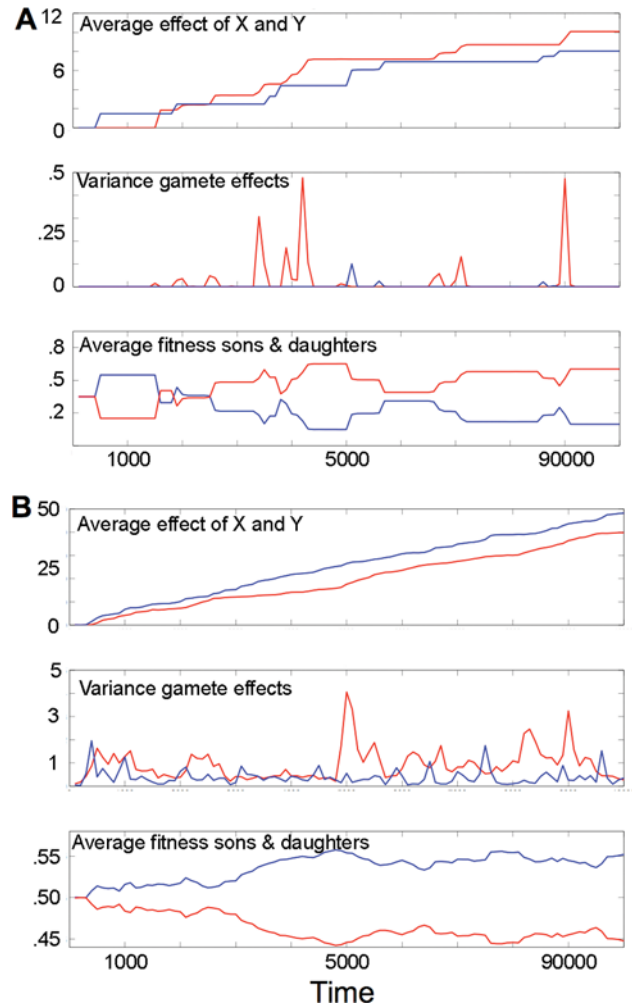 A
Average effect of X and Y
12
6
0
Variance gamete effects
.5
.25
0
Average fitness sons & daughters
.8
.5
.2
1000 5000 90000
B
Average effect of X and Y
50
25
0
Variance gamete effects
5
3
1
Average fitness sons & daughters
.55
.50
.45
1000 5000 90000
Time